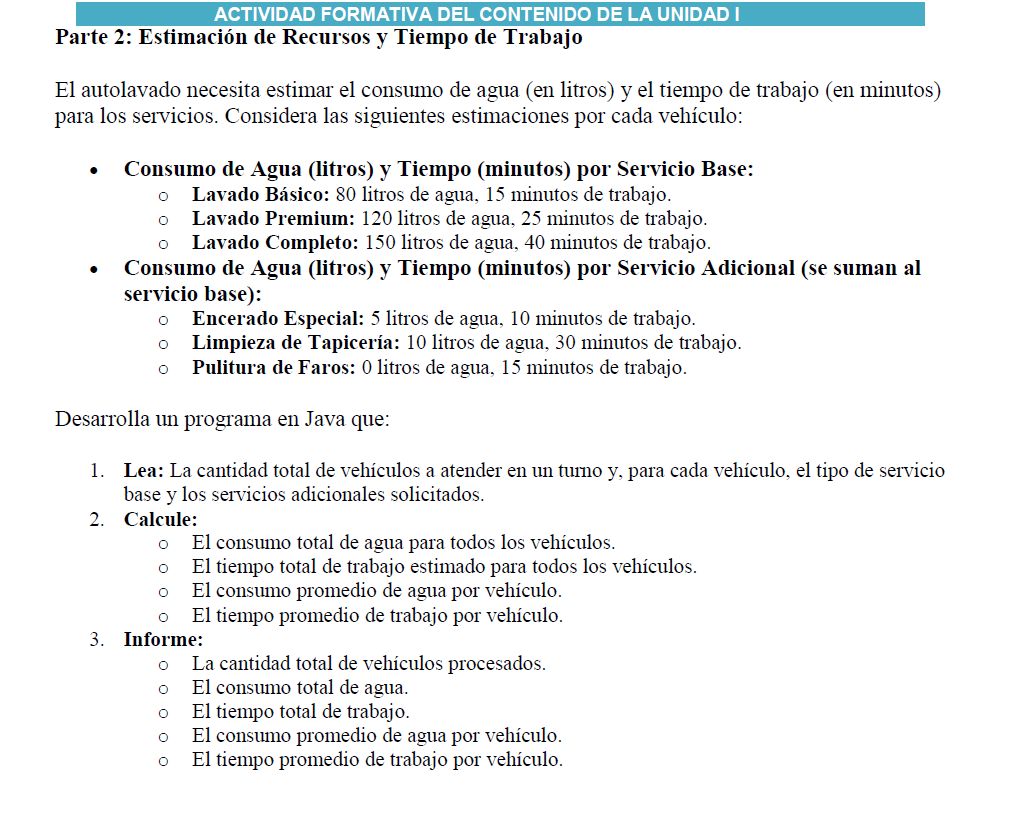 ACTIVIDAD FORMATIVA DEL CONTENIDO DE LA UNIDAD I
Parte 2: Estimación de Recursos y Tiempo de Trabajo
El autolavado necesita estimar el consumo de agua (en litros) y el tiempo de trabajo (en minutos)
para los servicios. Considera las siguientes estimaciones por cada vehículo:
• Consumo de Agua (litros) y Tiempo (minutos) por Servicio Base:
o Lavado Básico: 80 litros de agua, 15 minutos de trabajo.
o Lavado Premium: 120 litros de agua, 25 minutos de trabajo.
o Lavado Completo: 150 litros de agua, 40 minutos de trabajo.
• Consumo de Agua (litros) y Tiempo (minutos) por Servicio Adicional (se suman al
servicio base):
o Encerado Especial: 5 litros de agua, 10 minutos de trabajo.
o Limpieza de Tapicería: 10 litros de agua, 30 minutos de trabajo.
o Pulitura de Faros: 0 litros de agua, 15 minutos de trabajo.
Desarrolla un programa en Java que:
1. Lea: La cantidad total de vehículos a atender en un turno y, para cada vehículo, el tipo de servicio
base y los servicios adicionales solicitados.
2. Calcule:
o El consumo total de agua para todos los vehículos.
o El tiempo total de trabajo estimado para todos los vehículos.
o El consumo promedio de agua por vehículo.
o El tiempo promedio de trabajo por vehículo.
3. Informe:
o La cantidad total de vehículos procesados.
o El consumo total de agua.
o El tiempo total de trabajo.
o El consumo promedio de agua por vehículo.
o El tiempo promedio de trabajo por vehículo.